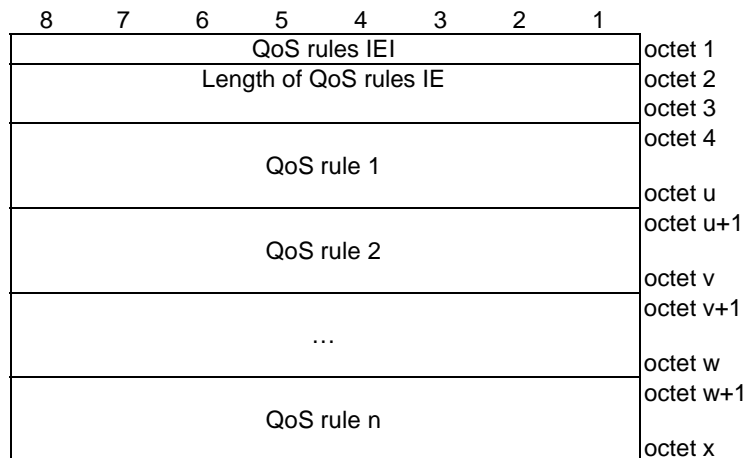 8 7 6 5 4 3 2 1
QoS rules IEI octet 1
Length of QoS rules IE octet 2
octet 3
octet 4
QoS rule 1
octet u
octet u+1
QoS rule 2
octet v
octet v+1
…
octet w
octet w+1
QoS rule n
octet x